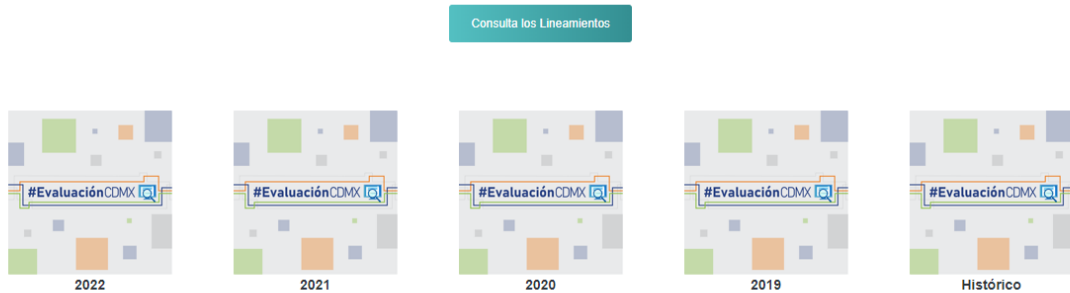 Consulta los Lineamientos
#EvaluaciónCDMX #EvaluaciónCDMX #EvaluaciónCDMX #EvaluaciónCDMX #EvaluaciónCDMX
2022 2021 2020 2019 Histórico